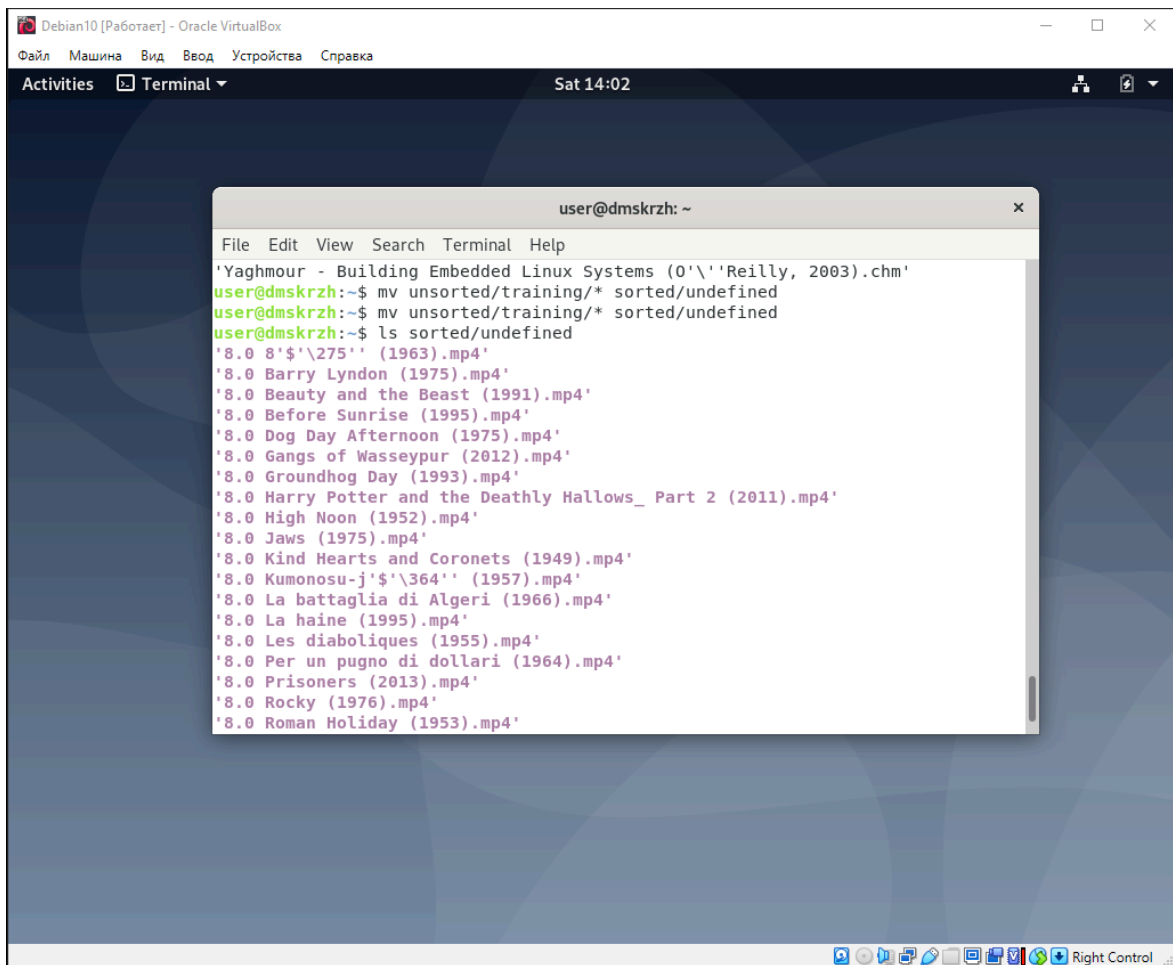 Debian10 [Работает] - Oracle VirtualBox
Файл Машина Вид Ввод Устройства Справка
Activities Terminal Sat 14:02
user@dmskrzh: ~
File Edit View Search Terminal Help
'Yaghmour - Building Embedded Linux Systems (O'\''Reilly, 2003).chm'
user@dmskrzh:~$ mv unsorted/training/* sorted/undefined
user@dmskrzh:~$ mv unsorted/training/* sorted/undefined
user@dmskrzh:~$ ls sorted/undefined
'8.0 8'$'\275'' (1963).mp4'
'8.0 Barry Lyndon (1975).mp4'
'8.0 Beauty and the Beast (1991).mp4'
'8.0 Before Sunrise (1995).mp4'
'8.0 Dog Day Afternoon (1975).mp4'
'8.0 Gangs of Wasseypur (2012).mp4'
'8.0 Groundhog Day (1993).mp4'
'8.0 Harry Potter and the Deathly Hallows_ Part 2 (2011).mp4'
'8.0 High Noon (1952).mp4'
'8.0 Jaws (1975).mp4'
'8.0 Kind Hearts and Coronets (1949).mp4'
'8.0 Kumonosu-j'$'\364'' (1957).mp4'
'8.0 La battaglia di Algeri (1966).mp4'
'8.0 La haine (1995).mp4'
'8.0 Les diaboliques (1955).mp4'
'8.0 Per un pugno di dollari (1964).mp4'
'8.0 Prisoners (2013).mp4'
'8.0 Rocky (1976).mp4'
'8.0 Roman Holiday (1953).mp4'
Right Control